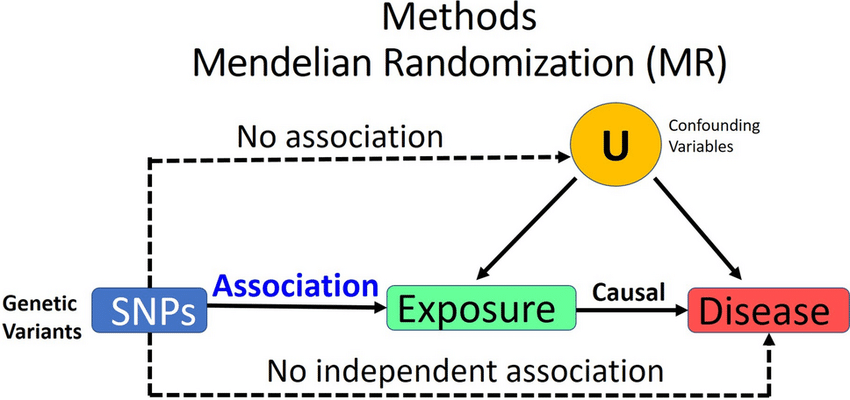 Methods
Mendelian Randomization (MR)
No association
U
Confounding
Variables
Genetic
Variants
SNPs
Association
Exposure
Causal
Disease
No independent association